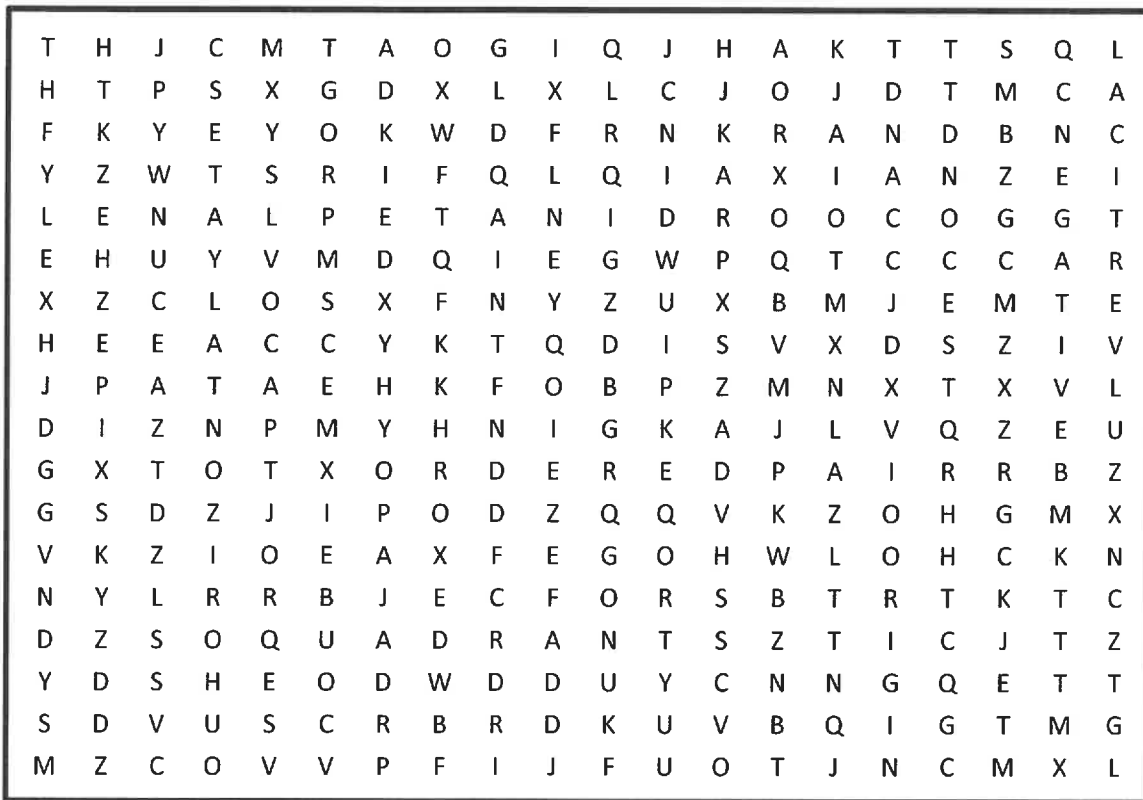 T H J C M T A O G I Q J H A K T T S Q L
H T P S X G D X L X L C J O J D T M C A
F K Y E Y O K W D F R N K R A N D B N C
Y Z W T S R I F Q L Q I A X I A N Z E I
L E N A L P E T A N I D R O O C O G G T
E H U Y V M D Q I E G W P Q T C C C A R
X Z C L O S X F N Y Z U X B M J E M T E
H E E A C C Y K T Q D I S V X D S Z I V
J P A T A E H K F O B P Z M N X T X V L
D I Z N P M Y H N I G K A J L V Q Z E U
G X T O T X O R D E R E D P A I R R B Z
G S D Z J I P O D Z Q Q V K Z O H G M X
V K Z I O E A X F E G O H W L O H C K N
N Y L R R B J E C F O R S B T R T K T C
D Z S O Q U A D R A N T S Z T I C J T Z
Y D S H E O D W D D U Y C N N G Q E T T
S D V U S C R B R D K U V B Q I G T M G
M Z C O V V P F I J F U O T J N C M X L